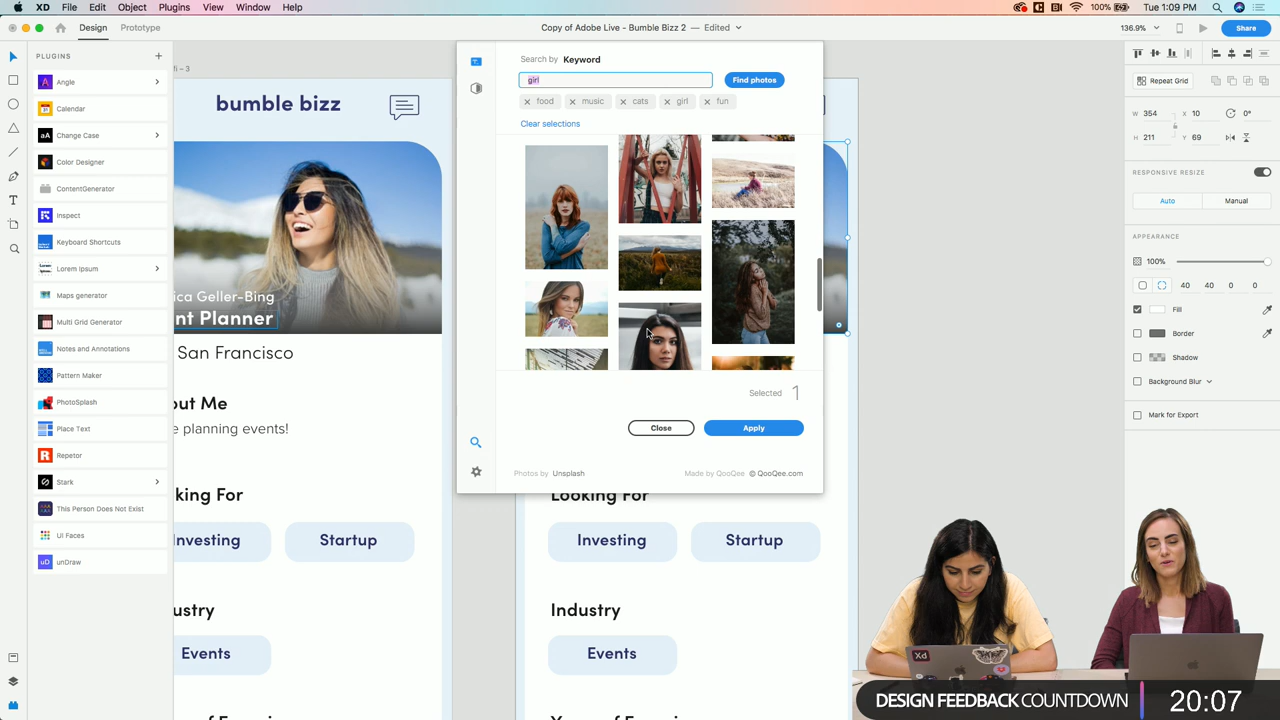 XD File Edit Object Plugins View Window Help
100% Tue 1:09 PM
Design Prototype
Copy of Adobe Live - Bumble Bizz 2 — Edited
136.9%
Share
PLUGINS
Angle
Calendar
Change Case
Color Designer
ContentGenerator
Inspect
Keyboard Shortcuts
Lorem Ipsum
Maps generator
Multi Grid Generator
Notes and Annotations
Pattern Maker
PhotoSplash
Place Text
Repetor
Stark
This Person Does Not Exist
UI Faces
unDraw
fi – 3
bumble bizz
ica Geller-Bing
nt Planner
San Francisco
out Me
e planning events!
king For
Investing Startup
ustry
Events
Search by Keyword
girl
Find photos
food music cats girl fun
Clear selections
Selected 1
Close Apply
Photos by Unsplash
Made by QooQee © QooQee.com
Looking For
Investing Startup
Industry
Events
Repeat Grid
W 354 X 10 0°
H 211 Y 69
RESPONSIVE RESIZE
Auto Manual
APPEARANCE
100%
40 40 0 0
Fill
Border
Shadow
Background Blur
Mark for Export
Xd
DESIGN FEEDBACK COUNTDOWN 20:07